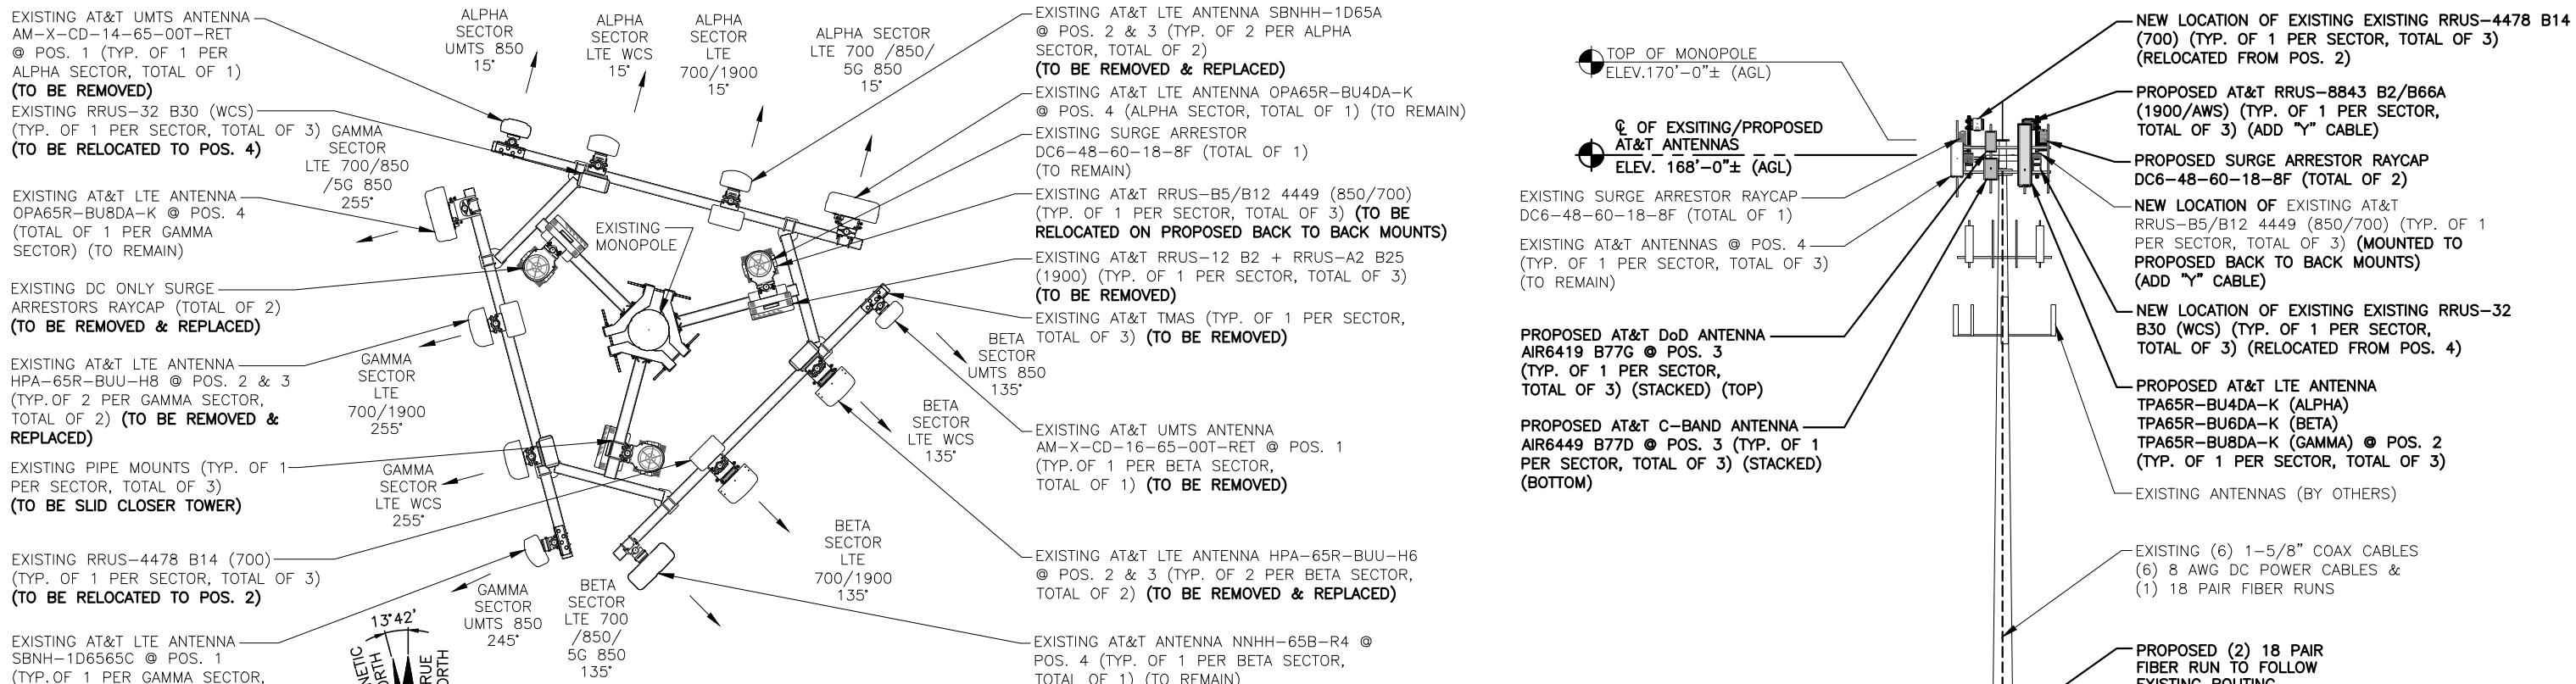 EXISTING AT&T UMTS ANTENNA
AM-X-CD-14-65-00T-RET
@ POS. 1 (TYP. OF 1 PER
ALPHA SECTOR, TOTAL OF 1)
(TO BE REMOVED)
EXISTING RRUS-32 B30 (WCS)
(TYP. OF 1 PER SECTOR, TOTAL OF 3)
(TO BE RELOCATED TO POS. 4)
EXISTING AT&T LTE ANTENNA
OPA65R-BU8DA-K @ POS. 4
(TOTAL OF 1 PER GAMMA
SECTOR) (TO REMAIN)
EXISTING DC ONLY SURGE
ARRESTORS RAYCAP (TOTAL OF 2)
(TO BE REMOVED & REPLACED)
EXISTING AT&T LTE ANTENNA
HPA-65R-BUU-H8 @ POS. 2 & 3
(TYP.OF 2 PER GAMMA SECTOR,
TOTAL OF 2) (TO BE REMOVED &
REPLACED)
EXISTING PIPE MOUNTS (TYP. OF 1
PER SECTOR, TOTAL OF 3)
(TO BE SLID CLOSER TOWER)
EXISTING RRUS-4478 B14 (700)
(TYP. OF 1 PER SECTOR, TOTAL OF 3)
(TO BE RELOCATED TO POS. 2)
EXISTING AT&T LTE ANTENNA
SBNH-1D6565C @ POS. 1
(TYP.OF 1 PER GAMMA SECTOR,
ALPHA
SECTOR
UMTS 850
15°
ALPHA
SECTOR
LTE WCS
15°
ALPHA
SECTOR
LTE
700/1900
15°
ALPHA SECTOR
LTE 700 /850/
5G 850
15°
GAMMA
SECTOR
LTE 700/850
/5G 850
255°
EXISTING
MONOPOLE
GAMMA
SECTOR
LTE
700/1900
255°
GAMMA
SECTOR
LTE WCS
255°
GAMMA
SECTOR
UMTS 850
245°
BETA
SECTOR
LTE 700
/850/
5G 850
135°
BETA
SECTOR
LTE
700/1900
135°
BETA
SECTOR
LTE WCS
135°
BETA
SECTOR
UMTS 850
135°
13°42'
EXISTING AT&T LTE ANTENNA SBNHH-1D65A
@ POS. 2 & 3 (TYP. OF 2 PER ALPHA
SECTOR, TOTAL OF 2)
(TO BE REMOVED & REPLACED)
EXISTING AT&T LTE ANTENNA OPA65R-BU4DA-K
@ POS. 4 (ALPHA SECTOR, TOTAL OF 1) (TO REMAIN)
EXISTING SURGE ARRESTOR
DC6-48-60-18-8F (TOTAL OF 1)
(TO REMAIN)
EXISTING AT&T RRUS-B5/B12 4449 (850/700)
(TYP. OF 1 PER SECTOR, TOTAL OF 3) (TO BE
RELOCATED ON PROPOSED BACK TO BACK MOUNTS)
EXISTING AT&T RRUS-12 B2 + RRUS-A2 B25
(1900) (TYP. OF 1 PER SECTOR, TOTAL OF 3)
(TO BE REMOVED)
EXISTING AT&T TMAS (TYP. OF 1 PER SECTOR,
TOTAL OF 3) (TO BE REMOVED)
EXISTING AT&T UMTS ANTENNA
AM-X-CD-16-65-00T-RET @ POS. 1
(TYP.OF 1 PER BETA SECTOR,
TOTAL OF 1) (TO BE REMOVED)
EXISTING AT&T LTE ANTENNA HPA-65R-BUU-H6
@ POS. 2 & 3 (TYP. OF 2 PER BETA SECTOR,
TOTAL OF 2) (TO BE REMOVED & REPLACED)
EXISTING AT&T ANTENNA NNHH-65B-R4 @
POS. 4 (TYP. OF 1 PER BETA SECTOR,
TOTAL OF 1) (TO REMAIN)
TOP OF MONOPOLE
ELEV.170'-0"± (AGL)
℄ OF EXSITING/PROPOSED
AT&T ANTENNAS
ELEV. 168'-0"± (AGL)
EXISTING SURGE ARRESTOR RAYCAP
DC6-48-60-18-8F (TOTAL OF 1)
EXISTING AT&T ANTENNAS @ POS. 4
(TYP. OF 1 PER SECTOR, TOTAL OF 3)
(TO REMAIN)
PROPOSED AT&T DoD ANTENNA
AIR6419 B77G @ POS. 3
(TYP. OF 1 PER SECTOR,
TOTAL OF 3) (STACKED) (TOP)
PROPOSED AT&T C-BAND ANTENNA
AIR6449 B77D @ POS. 3 (TYP. OF 1
PER SECTOR, TOTAL OF 3) (STACKED)
(BOTTOM)
NEW LOCATION OF EXISTING EXISTING RRUS-4478 B14
(700) (TYP. OF 1 PER SECTOR, TOTAL OF 3)
(RELOCATED FROM POS. 2)
PROPOSED AT&T RRUS-8843 B2/B66A
(1900/AWS) (TYP. OF 1 PER SECTOR,
TOTAL OF 3) (ADD "Y" CABLE)
PROPOSED SURGE ARRESTOR RAYCAP
DC6-48-60-18-8F (TOTAL OF 2)
NEW LOCATION OF EXISTING AT&T
RRUS-B5/B12 4449 (850/700) (TYP. OF 1
PER SECTOR, TOTAL OF 3) (MOUNTED TO
PROPOSED BACK TO BACK MOUNTS)
(ADD "Y" CABLE)
NEW LOCATION OF EXISTING EXISTING RRUS-32
B30 (WCS) (TYP. OF 1 PER SECTOR,
TOTAL OF 3) (RELOCATED FROM POS. 4)
PROPOSED AT&T LTE ANTENNA
TPA65R-BU4DA-K (ALPHA)
TPA65R-BU6DA-K (BETA)
TPA65R-BU8DA-K (GAMMA) @ POS. 2
(TYP. OF 1 PER SECTOR, TOTAL OF 3)
EXISTING ANTENNAS (BY OTHERS)
EXISTING (6) 1-5/8" COAX CABLES
(6) 8 AWG DC POWER CABLES &
(1) 18 PAIR FIBER RUNS
PROPOSED (2) 18 PAIR
FIBER RUN TO FOLLOW
EXISTING ROUTING